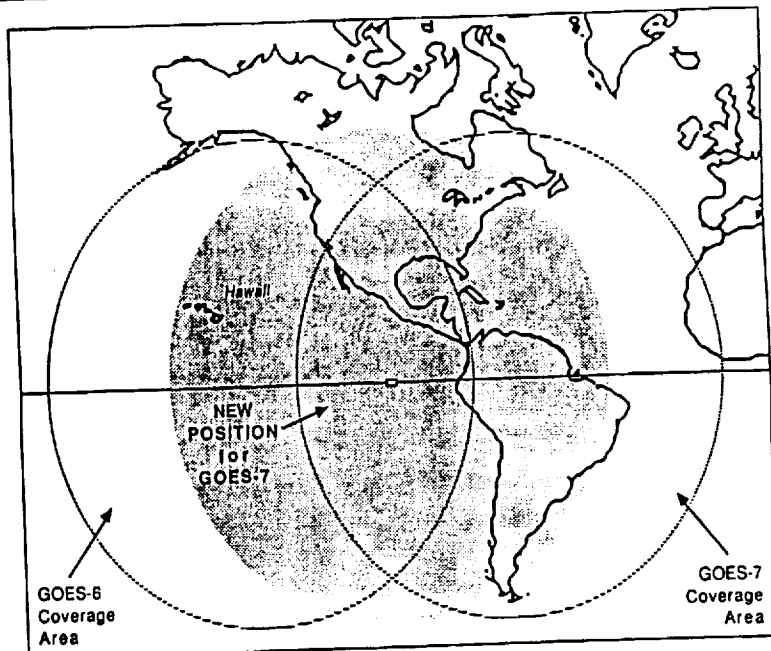 Hawaii
NEW
POSITION
for
GOES-7
GOES-6
Coverage
Area
GOES-7
Coverage
Area